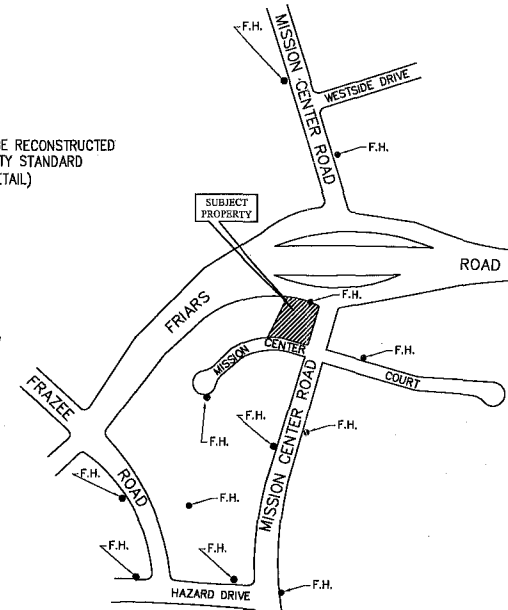 F.H.
MISSION CENTER ROAD
WESTSIDE DRIVE
F.H.
E RECONSTRUCTED
TY STANDARD
ETAIL)
SUBJECT
PROPERTY
ROAD
F.H.
FRIARS
MISSION
CENTER
F.H.
COURT
FRAZEE
ROAD
F.H.
F.H.
F.H.
MISSION CENTER ROAD
F.H.
F.H.
F.H.
F.H.
HAZARD DRIVE
F.H.